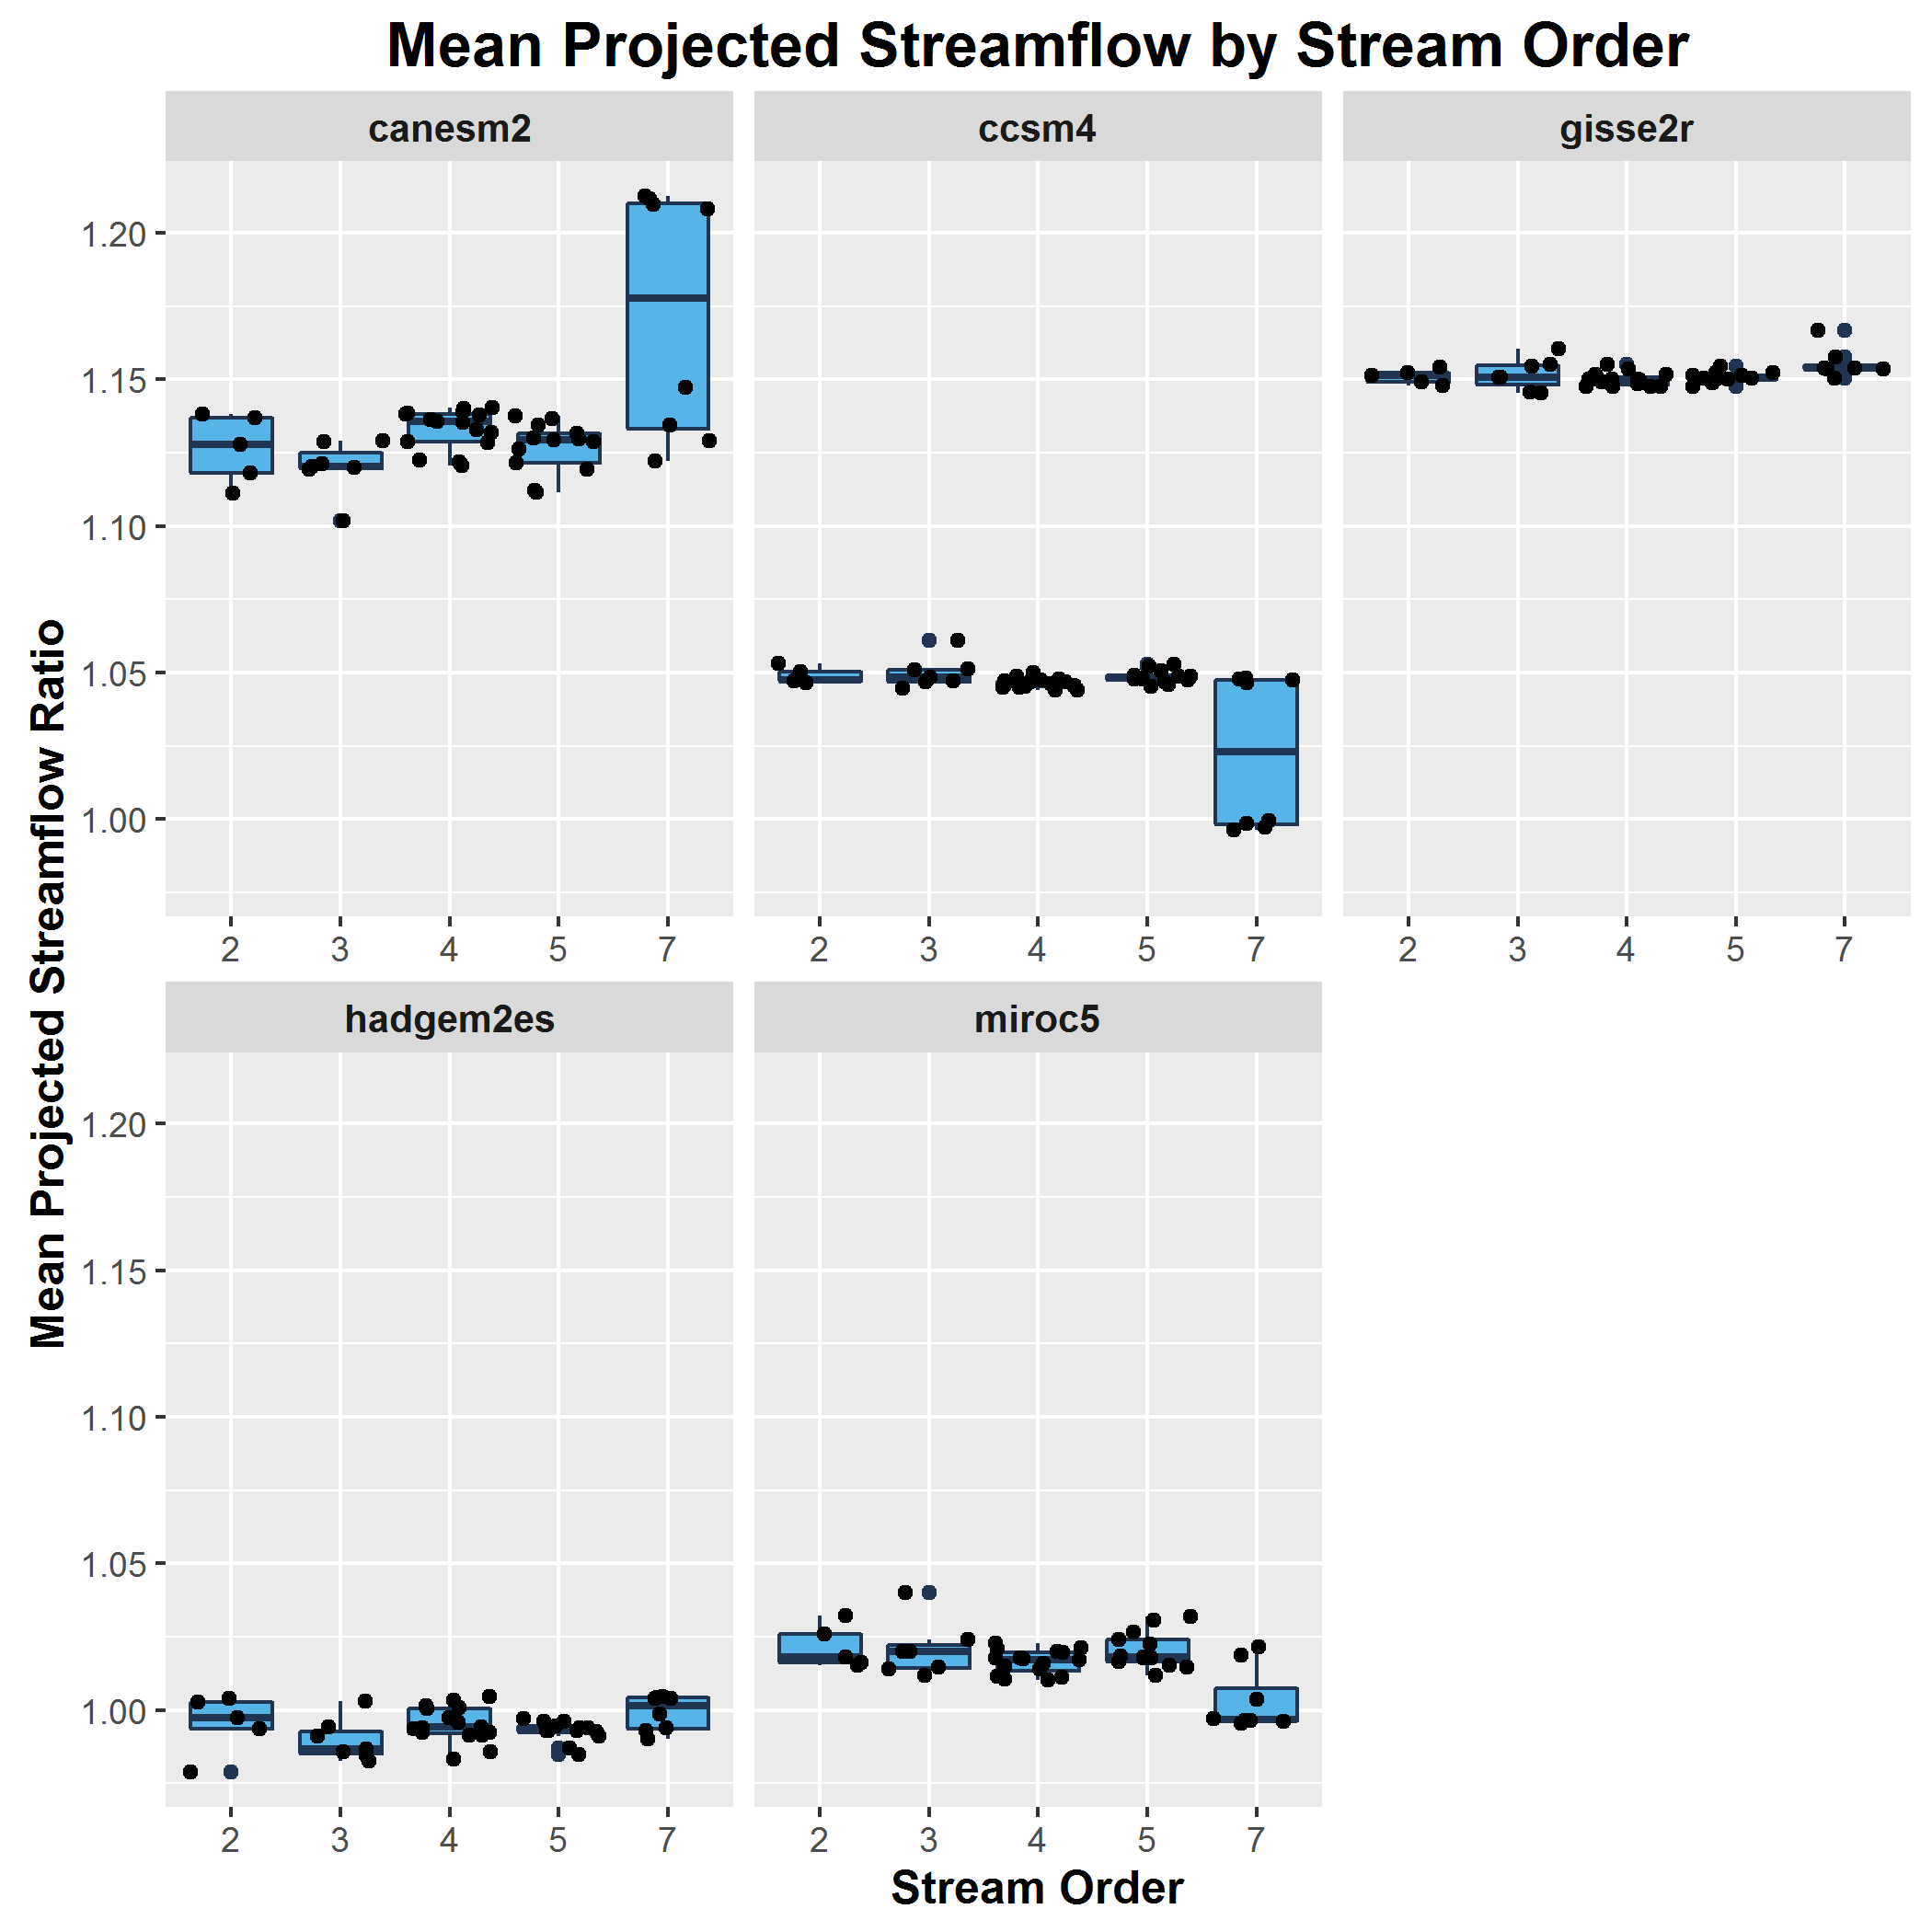 Mean Projected Streamflow by Stream Order
canesm2
ccsm4
gisse2r
Mean Projected Streamflow Ratio
1.20
1.15
1.10
1.05
1.00
2 3 4 5 7
2 3 4 5 7
2 3 4 5 7
hadgem2es
miroc5
1.20
1.15
1.10
1.05
1.00
2 3 4 5 7
2 3 4 5 7
Stream Order